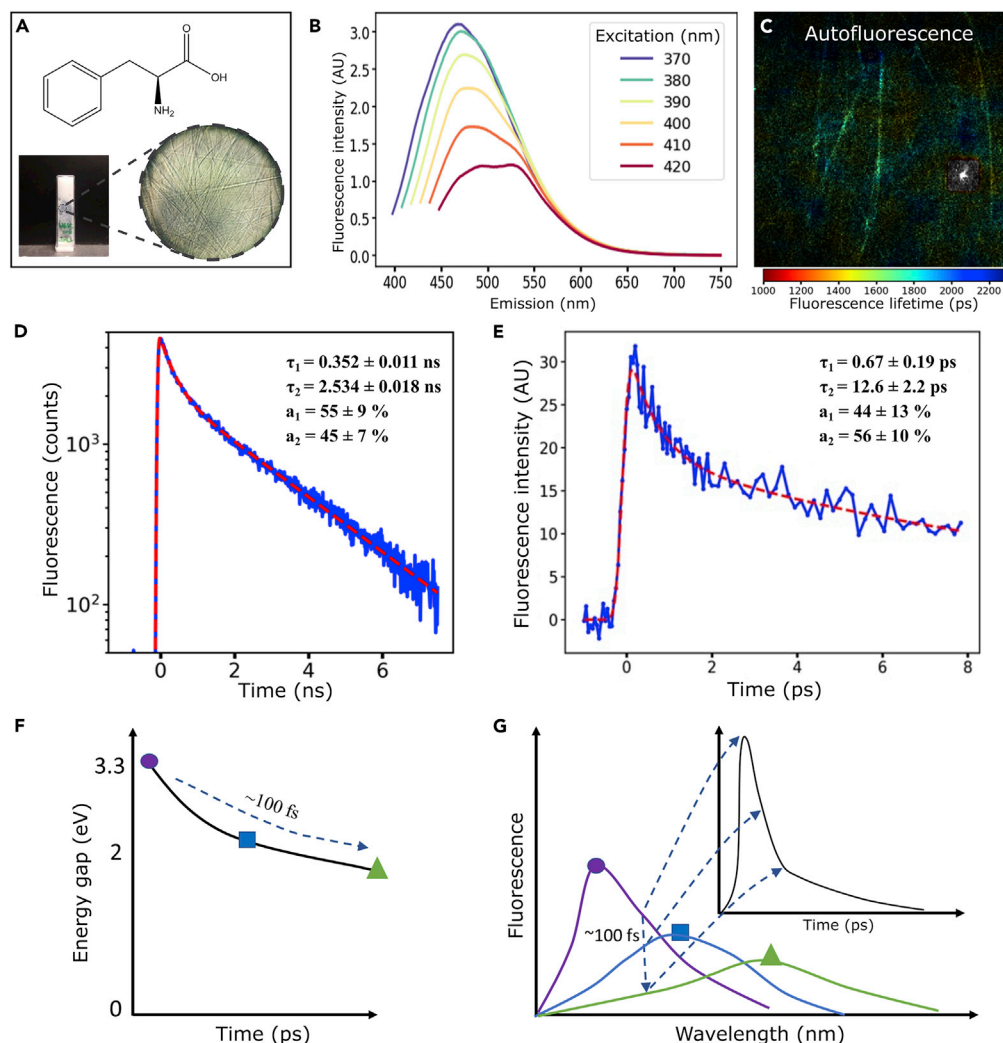 A
O
OH
NH₂
B
Fluorescence intensity (AU)
3.0
2.5
2.0
1.5
1.0
0.5
0.0
400 450 500 550 600 650 700 750
Emission (nm)
Excitation (nm)
370
380
390
400
410
420
C
Autofluorescence
1000 1200 1400 1600 1800 2000 2200
Fluorescence lifetime (ps)
D
Fluorescence (counts)
10³
10²
τ₁ = 0.352 ± 0.011 ns
τ₂ = 2.534 ± 0.018 ns
a₁ = 55 ± 9 %
a₂ = 45 ± 7 %
0 2 4 6
Time (ns)
E
Fluorescence intensity (AU)
30
25
20
15
10
5
0
τ₁ = 0.67 ± 0.19 ps
τ₂ = 12.6 ± 2.2 ps
a₁ = 44 ± 13 %
a₂ = 56 ± 10 %
0 2 4 6 8
Time (ps)
F
Energy gap (eV)
3.3
2
0
~100 fs
Time (ps)
G
Fluorescence
~100 fs
Time (ps)
Wavelength (nm)